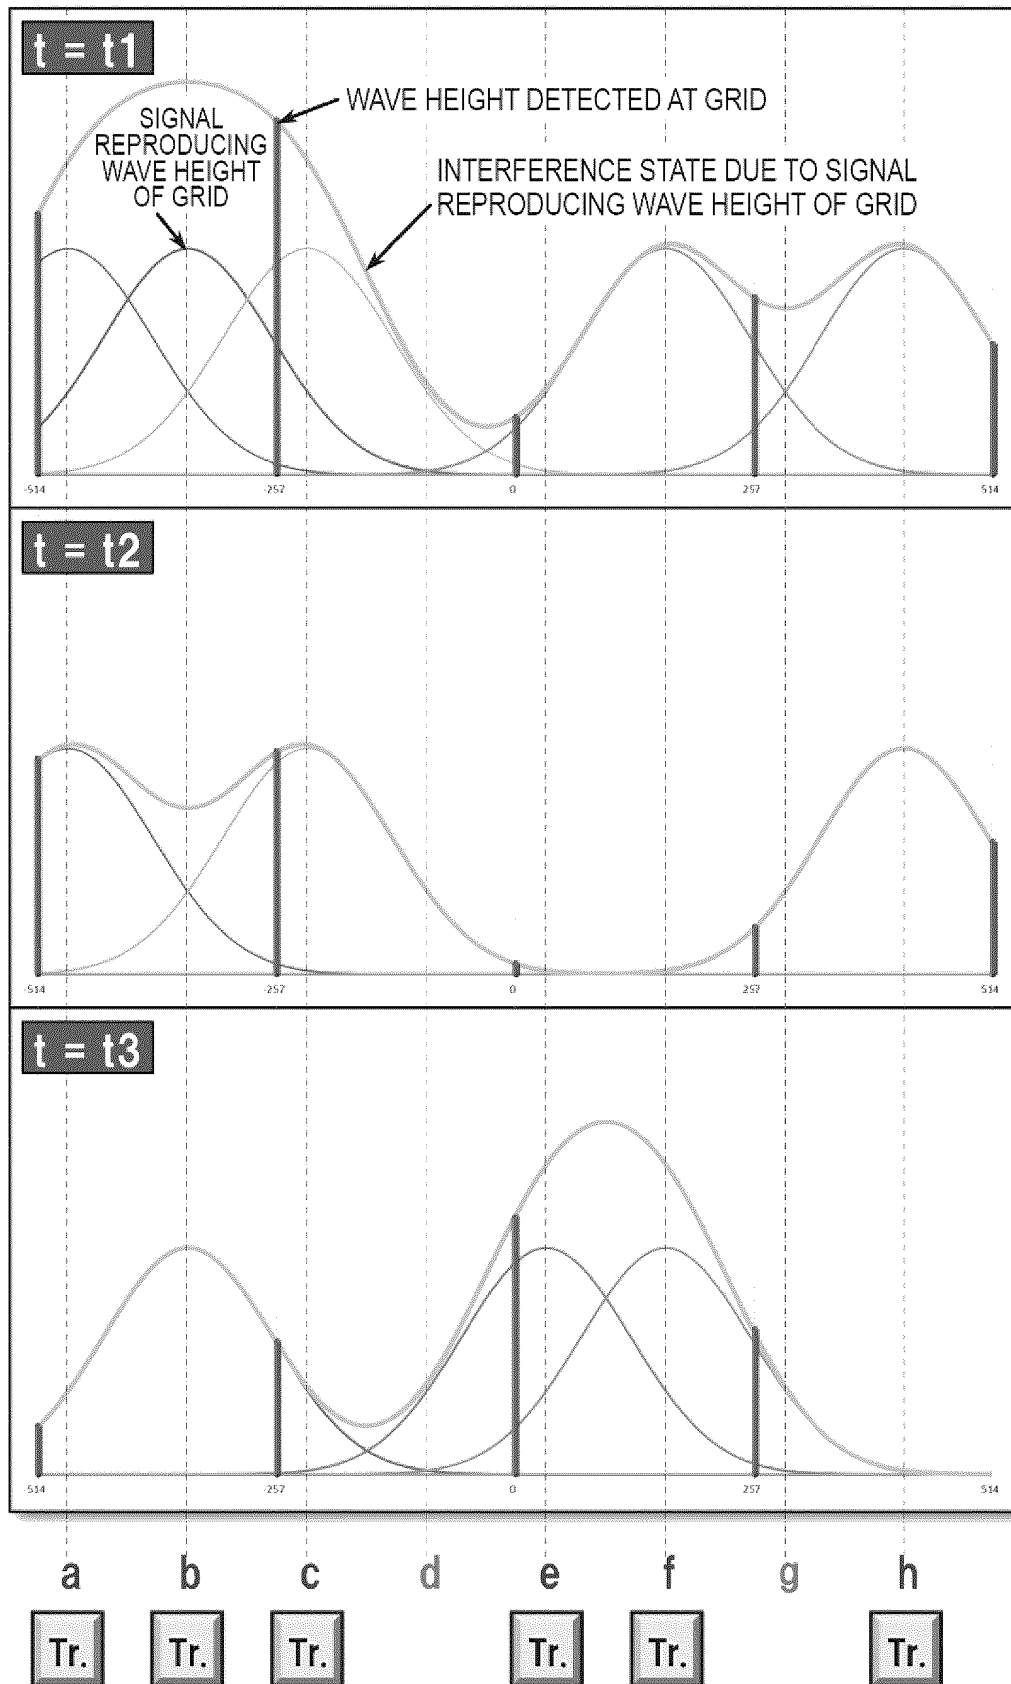 t = t1
WAVE HEIGHT DETECTED AT GRID
SIGNAL
REPRODUCING
WAVE HEIGHT
OF GRID
INTERFERENCE STATE DUE TO SIGNAL
REPRODUCING WAVE HEIGHT OF GRID
-514 -257 0 257 514
t = t2
-514 -257 0 257 514
t = t3
-514 -257 0 257 514
a b c d e f g h
Tr. Tr. Tr. Tr. Tr. Tr.